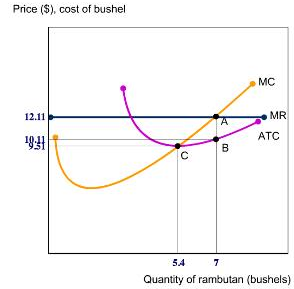 Price ($), cost of bushel
MC
12.11
MR
A
ATC
10.11
B
9.51
C
5.4 7
Quantity of rambutan (bushels)